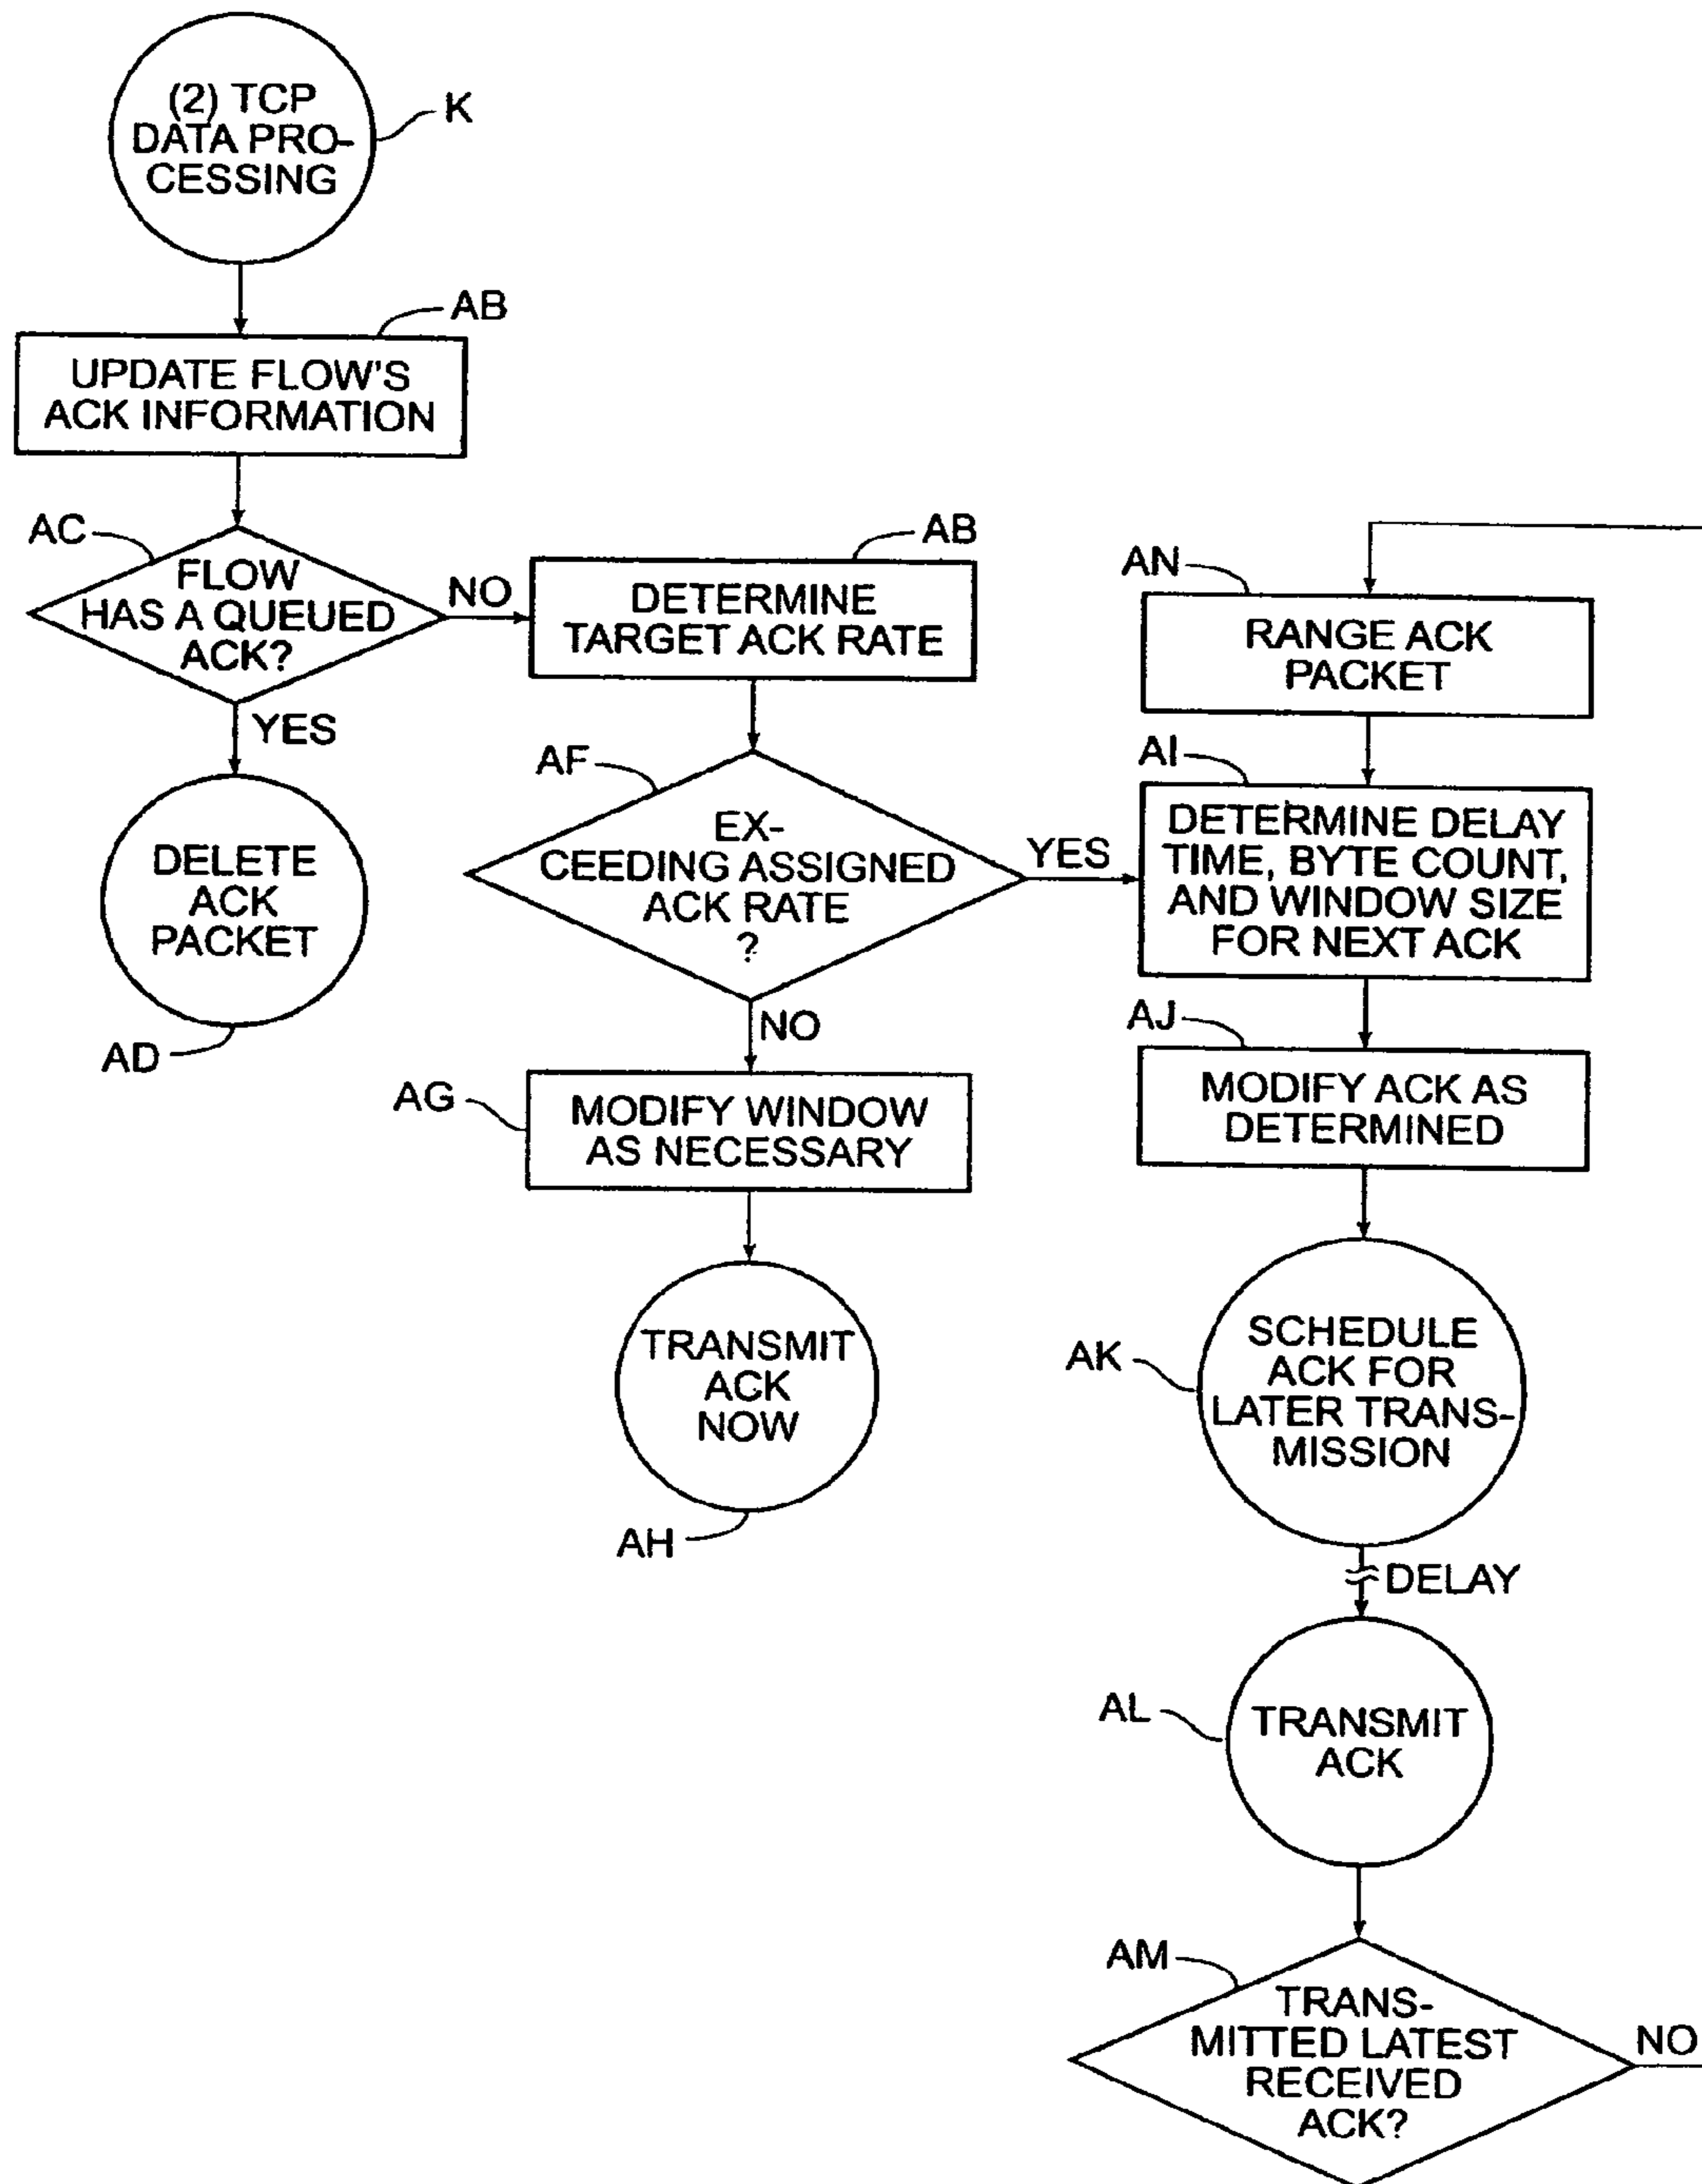 (2) TCP
DATA PRO-
CESSING
K
AB
UPDATE FLOW'S
ACK INFORMATION
AC
FLOW
HAS A QUEUED
ACK?
NO
YES
DELETE
ACK
PACKET
AD
AB
DETERMINE
TARGET ACK RATE
AF
EX-
CEEDING ASSIGNED
ACK RATE
?
YES
NO
AG
MODIFY WINDOW
AS NECESSARY
TRANSMIT
ACK
NOW
AH
AN
RANGE ACK
PACKET
AI
DETERMINE DELAY
TIME, BYTE COUNT,
AND WINDOW SIZE
FOR NEXT ACK
AJ
MODIFY ACK AS
DETERMINED
AK
SCHEDULE
ACK FOR
LATER TRANS-
MISSION
DELAY
AL
TRANSMIT
ACK
AM
TRANS-
MITTED LATEST
RECEIVED
ACK?
NO